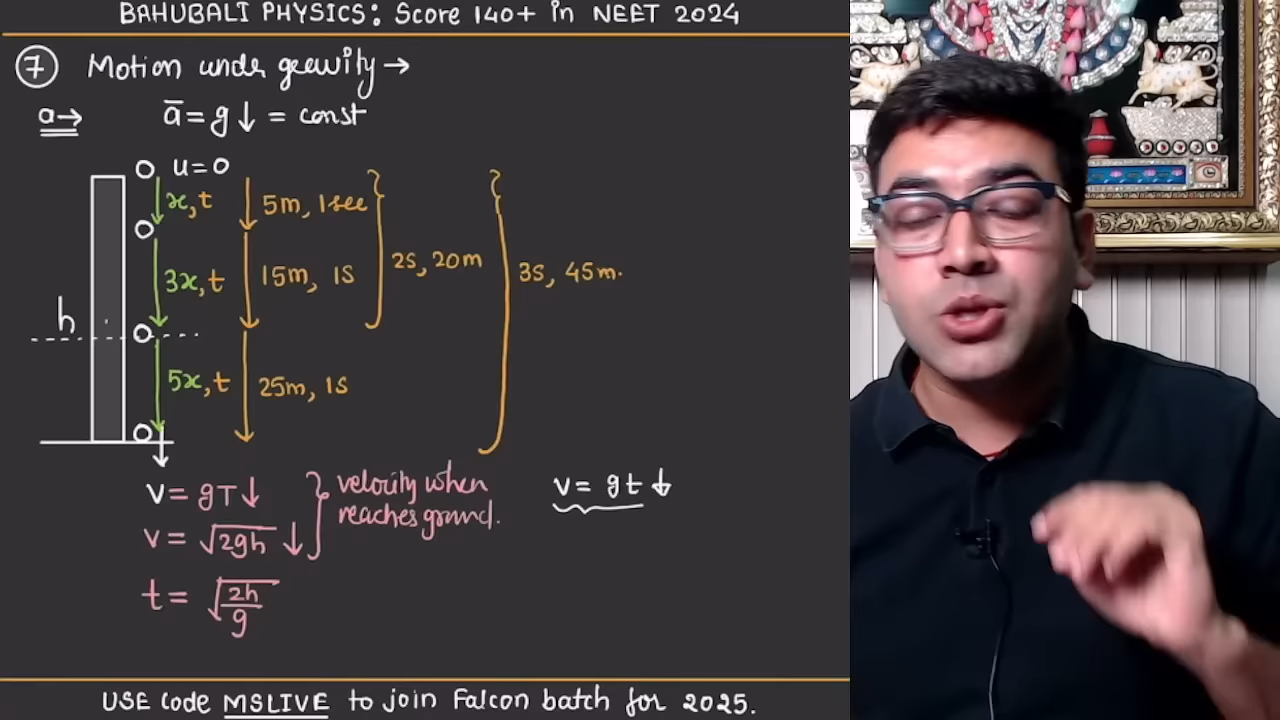 BAHUBALI PHYSICS: Score 140+ in NEET 2024
7 Motion under gravity →
a→ ā = g↓ = const
u=0
x, t 5m, 1sec
3x, t 15m, 1s 2s, 20m 3s, 45m.
h
5x, t 25m, 1s
v = gT↓ velocity when
reaches ground. v = gt↓
v = √2gh ↓
t = √2h/g
USE Code MSLIVE to join Falcon batch for 2025.